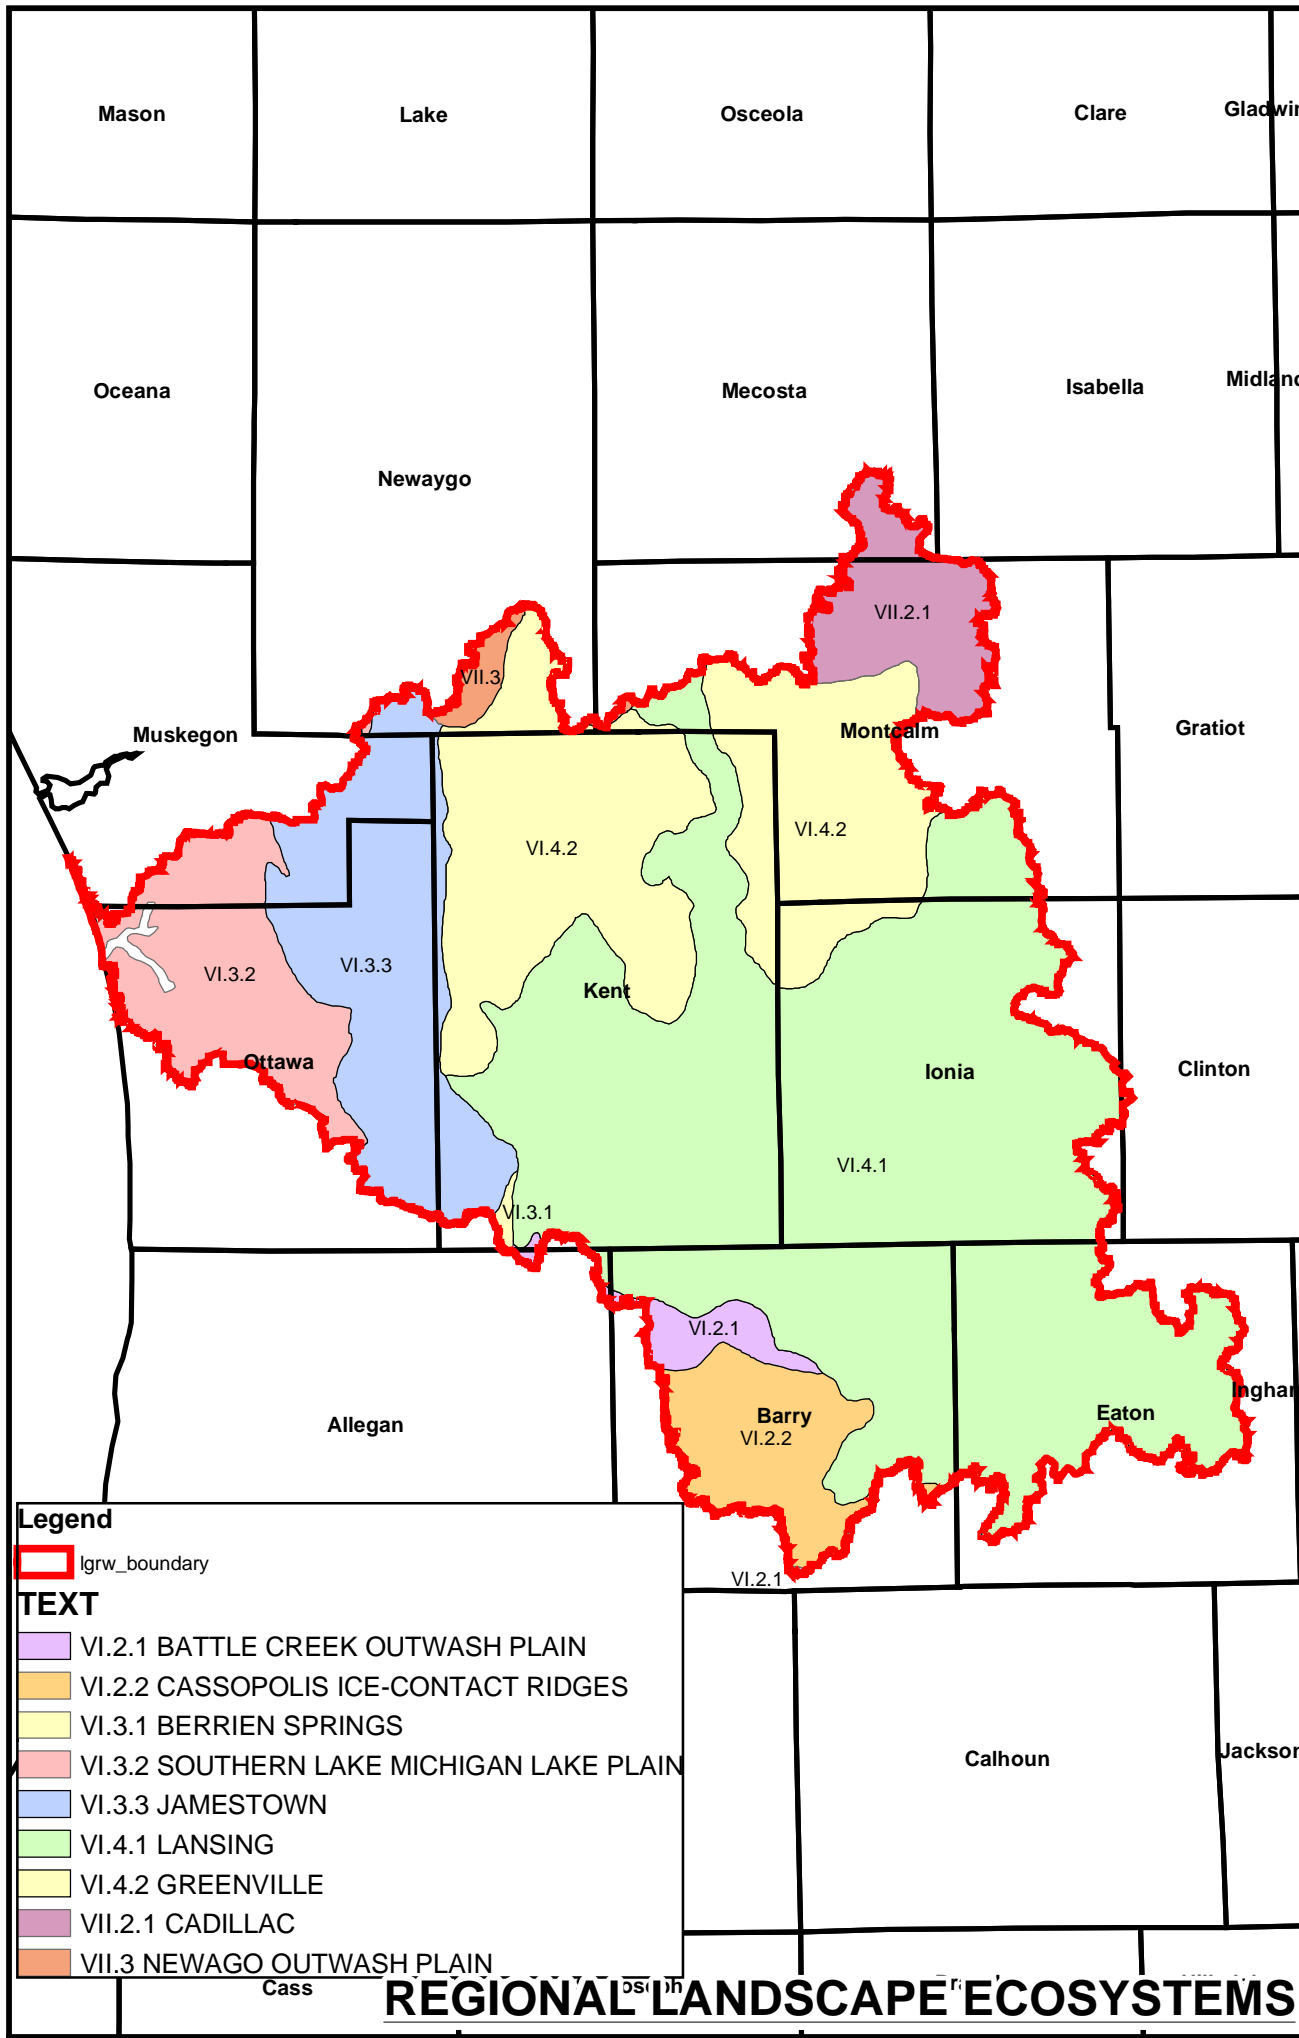 Mason
Lake
Osceola
Clare
Gladwin
Oceana
Mecosta
Isabella
Midland
Newaygo
VII.2.1
VII.3
Muskegon
Montcalm
Gratiot
VI.4.2
VI.4.2
VI.3.2
VI.3.3
Kent
Ottawa
Ionia
Clinton
VI.4.1
VI.3.1
VI.2.1
Allegan
Barry
VI.2.2
Eaton
Ingham
VI.2.1
Legend
lgrw_boundary
TEXT
VI.2.1 BATTLE CREEK OUTWASH PLAIN
VI.2.2 CASSOPOLIS ICE-CONTACT RIDGES
VI.3.1 BERRIEN SPRINGS
VI.3.2 SOUTHERN LAKE MICHIGAN LAKE PLAIN
VI.3.3 JAMESTOWN
VI.4.1 LANSING
VI.4.2 GREENVILLE
VII.2.1 CADILLAC
VII.3 NEWAGO OUTWASH PLAIN
Calhoun
Jackson
Cass
REGIONAL LANDSCAPE ECOSYSTEMS